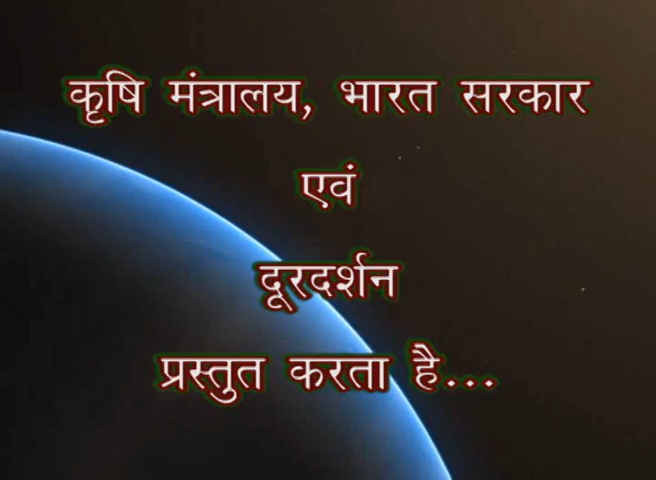 कृषि मंत्रालय, भारत सरकार
एवं
दूरदर्शन
प्रस्तुत करता है...